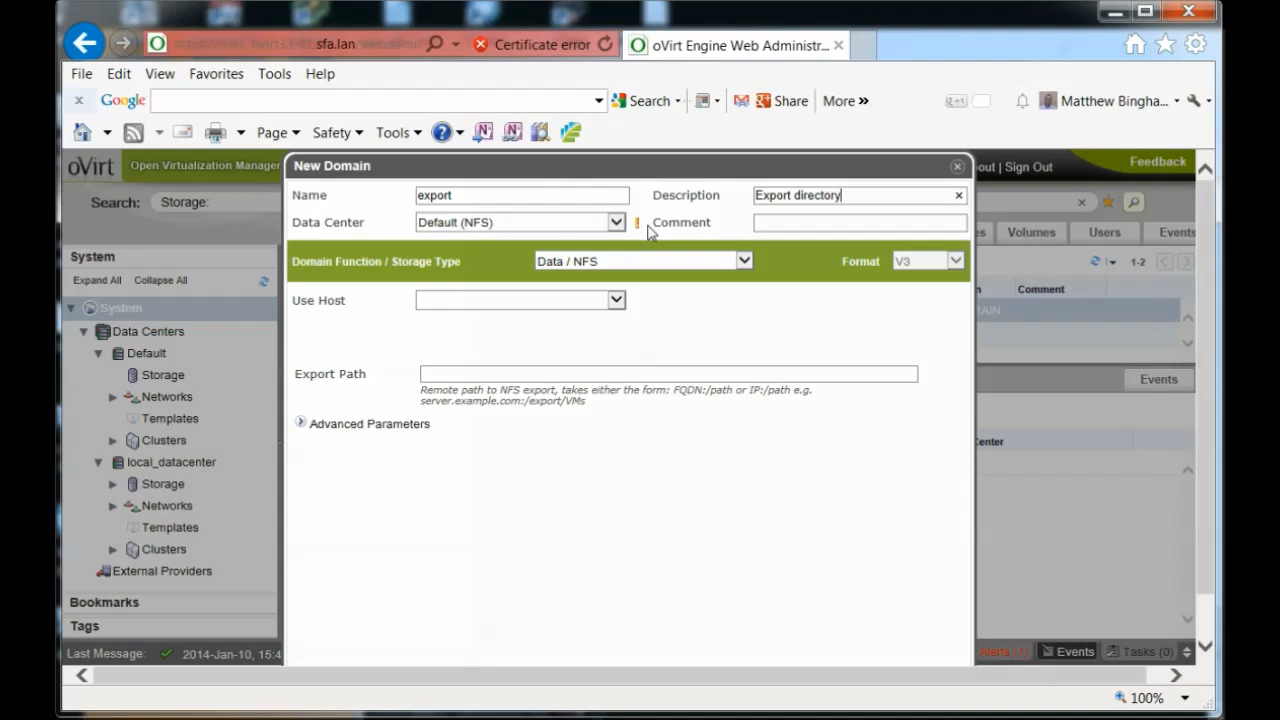 sfa.lan
Certificate error
oVirt Engine Web Administr...
File Edit View Favorites Tools Help
x Google Search Share More »
Matthew Bingha...
Page Safety Tools
oVirt Open Virtualization Manager
out | Sign Out
Feedback
Search: Storage:
Volumes Users Events
New Domain
Name export
Description Export directory
Data Center Default (NFS)
Comment
Domain Function / Storage Type Data / NFS
Format V3
Use Host
Export Path
Remote path to NFS export, takes either the form: FQDN:/path or IP:/path e.g.
server.example.com:/export/VMs
Advanced Parameters
System
Expand All Collapse All
System
Data Centers
Default
Storage
Networks
Templates
Clusters
local_datacenter
Storage
Networks
Templates
Clusters
External Providers
Bookmarks
Tags
1-2
Comment
MAIN
Events
Center
Last Message: 2014-Jan-10, 15:4
Alerts (1) Events Tasks (0)
100%